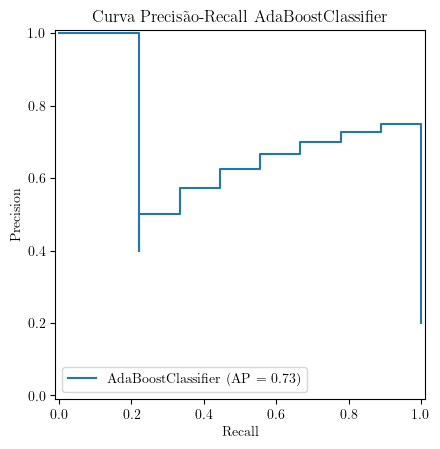 Curva Precisão-Recall AdaBoostClassifier
1.0
0.8
0.6
0.4
0.2
0.0
Precision
AdaBoostClassifier (AP = 0.73)
0.0 0.2 0.4 0.6 0.8 1.0
Recall